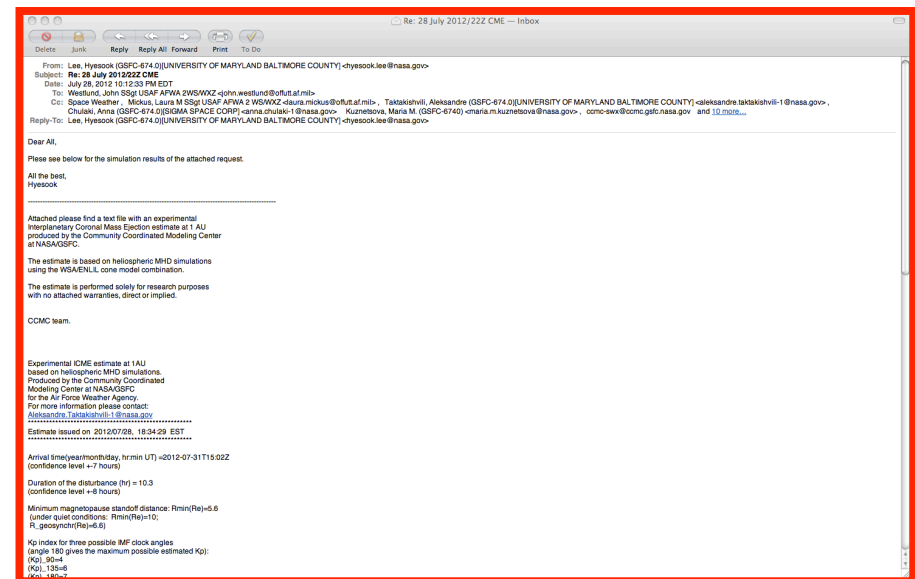 Re: 28 July 2012/22Z CME — Inbox
Delete Junk Reply Reply All Forward Print To Do
From: Lee, Hyesook (GSFC-674.0)[UNIVERSITY OF MARYLAND BALTIMORE COUNTY] <hyesook.lee@nasa.gov>
Subject: Re: 28 July 2012/22Z CME
Date: July 28, 2012 10:12:33 PM EDT
To: Westlund, John SSgt USAF AFWA 2WS/WXZ <john.westlund@offutt.af.mil>
Cc: Space Weather , Mickus, Laura M SSgt USAF AFWA 2 WS/WXZ <laura.mickus@offutt.af.mil>, Taktakishvili, Aleksandre (GSFC-674.0)[UNIVERSITY OF MARYLAND BALTIMORE COUNTY] <aleksandre.taktakishvili-1@nasa.gov> ,
Chulaki, Anna (GSFC-674.0)[SIGMA SPACE CORP] <anna.chulaki-1@nasa.gov> Kuznetsova, Maria M. (GSFC-6740) <maria.m.kuznetsova@nasa.gov> , ccmc-swx@ccmc.gsfc.nasa.gov and 10 more...
Reply-To: Lee, Hyesook (GSFC-674.0)[UNIVERSITY OF MARYLAND BALTIMORE COUNTY] <hyesook.lee@nasa.gov>
Dear All,
Plese see below for the simulation results of the attached request.
All the best,
Hyesook
--------------------------------------------------------------------------------
Attached please find a text file with an experimental
Interplanetary Coronal Mass Ejection estimate at 1 AU
produced by the Community Coordinated Modeling Center
at NASA/GSFC.
The estimate is based on heliospheric MHD simulations
using the WSA/ENLIL cone model combination.
The estimate is performed solely for research purposes
with no attached warranties, direct or implied.
CCMC team.
Experimental ICME estimate at 1AU
based on heliospheric MHD simulations.
Produced by the Community Coordinated
Modeling Center at NASA/GSFC
for the Air Force Weather Agency.
For more information please contact:
Aleksandre.Taktakishvili-1@nasa.gov
******************************************************
Estimate issued on 2012/07/28, 18:34:29 EST
******************************************************
Arrival time(year/month/day, hr:min UT) =2012-07-31T15:02Z
(confidence level +-7 hours)
Duration of the disturbance (hr) = 10.3
(confidence level +-8 hours)
Minimum magnetopause standoff distance: Rmin(Re)=5.6
(under quiet conditions: Rmin(Re)=10;
R_geosynchr(Re)=6.6)
Kp index for three possible IMF clock angles
(angle 180 gives the maximum possible estimated Kp):
(Kp)_90=4
(Kp)_135=6
(Kp)_180=7